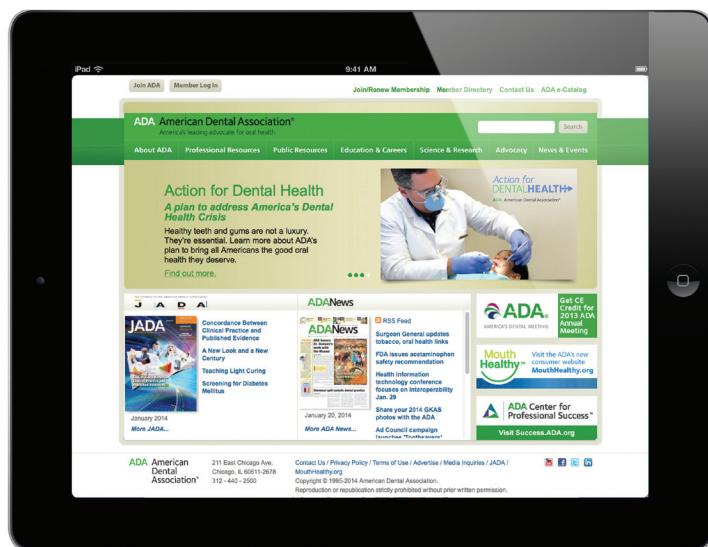 iPad 9:41 AM
Join ADA Member Log In
Join/Renew Membership Member Directory Contact Us ADA e-Catalog
ADA American Dental Association®
America's leading advocate for oral health
Search
About ADA Professional Resources Public Resources Education & Careers Science & Research Advocacy News & Events
Action for Dental Health
A plan to address America's Dental
Health Crisis
Healthy teeth and gums are not a luxury.
They're essential. Learn more about ADA's
plan to bring all Americans the good oral
health they deserve.
Find out more.
Action for
DENTALHEALTH
ADA American Dental Association®
JADA
JADA
Concordance Between
Clinical Practice and
Published Evidence
A New Look and a New
Century
Teaching Light Curing
Screening for Diabetes
Mellitus
January 2014
More JADA...
ADANews
ADANews
January 20, 2014
More ADA News...
RSS Feed
Surgeon General updates
tobacco, oral health links
FDA issues acetaminophen
safety recommendation
Health information
technology conference
focuses on Interoperability
Jan. 29
Share your 2014 GKAS
photos with the ADA
Ad Council campaign
launches "Toothsavers"
ADA®
AMERICA'S DENTAL MEETING
Get CE
Credit for
2013 ADA
Annual
Meeting
Mouth
Healthy™
Visit the ADA's new
consumer website
MouthHealthy.org
ADA Center for
Professional Success™
Visit Success.ADA.org
ADA American
Dental
Association®
211 East Chicago Ave.
Chicago, IL 60611-2678
312 - 440 - 2500
Contact Us / Privacy Policy / Terms of Use / Advertise / Media Inquiries / JADA /
MouthHealthy.org
Copyright © 1995-2014 American Dental Association.
Reproduction or republication strictly prohibited without prior written permission.